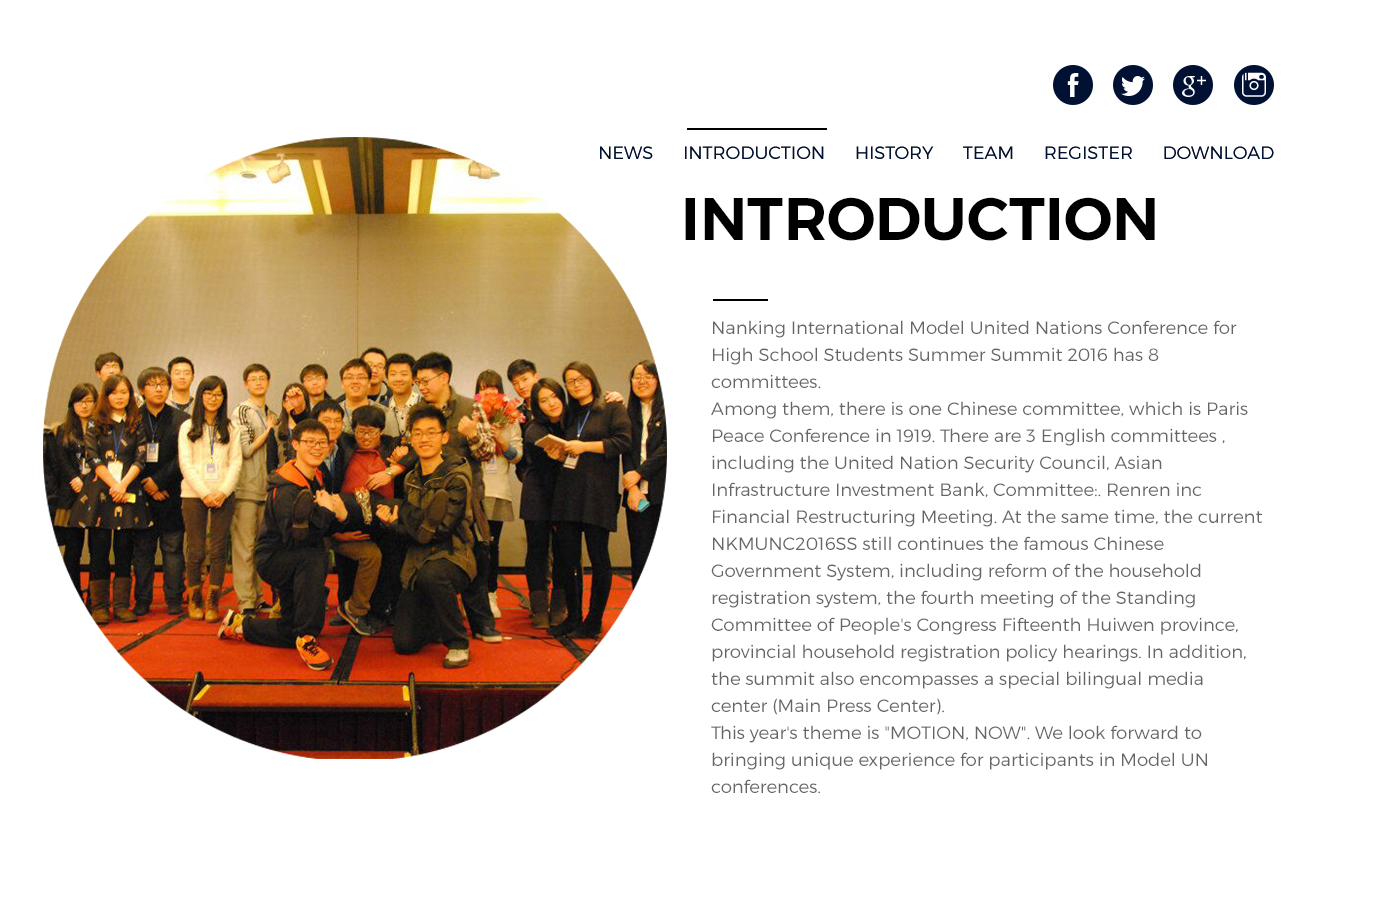 NEWS INTRODUCTION HISTORY TEAM REGISTER DOWNLOAD
INTRODUCTION
Nanking International Model United Nations Conference for
High School Students Summer Summit 2016 has 8
committees.
Among them, there is one Chinese committee, which is Paris
Peace Conference in 1919. There are 3 English committees ,
including the United Nation Security Council, Asian
Infrastructure Investment Bank, Committee:. Renren inc
Financial Restructuring Meeting. At the same time, the current
NKMUNC2016SS still continues the famous Chinese
Government System, including reform of the household
registration system, the fourth meeting of the Standing
Committee of People's Congress Fifteenth Huiwen province,
provincial household registration policy hearings. In addition,
the summit also encompasses a special bilingual media
center (Main Press Center).
This year's theme is "MOTION, NOW". We look forward to
bringing unique experience for participants in Model UN
conferences.